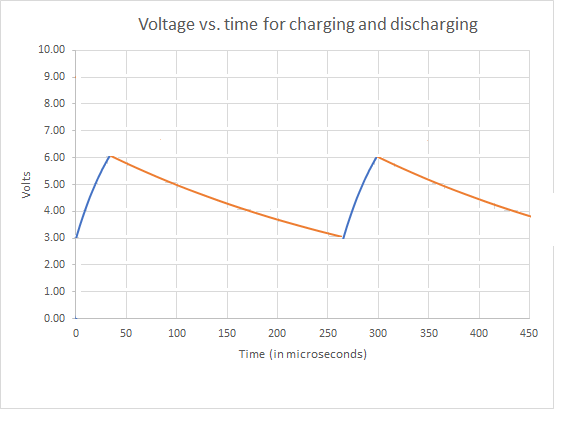 Voltage vs. time for charging and discharging
10.00
9.00
8.00
7.00
6.00
5.00
4.00
3.00
2.00
1.00
0.00
Volts
0 50 100 150 200 250 300 350 400 450
Time (in microseconds)